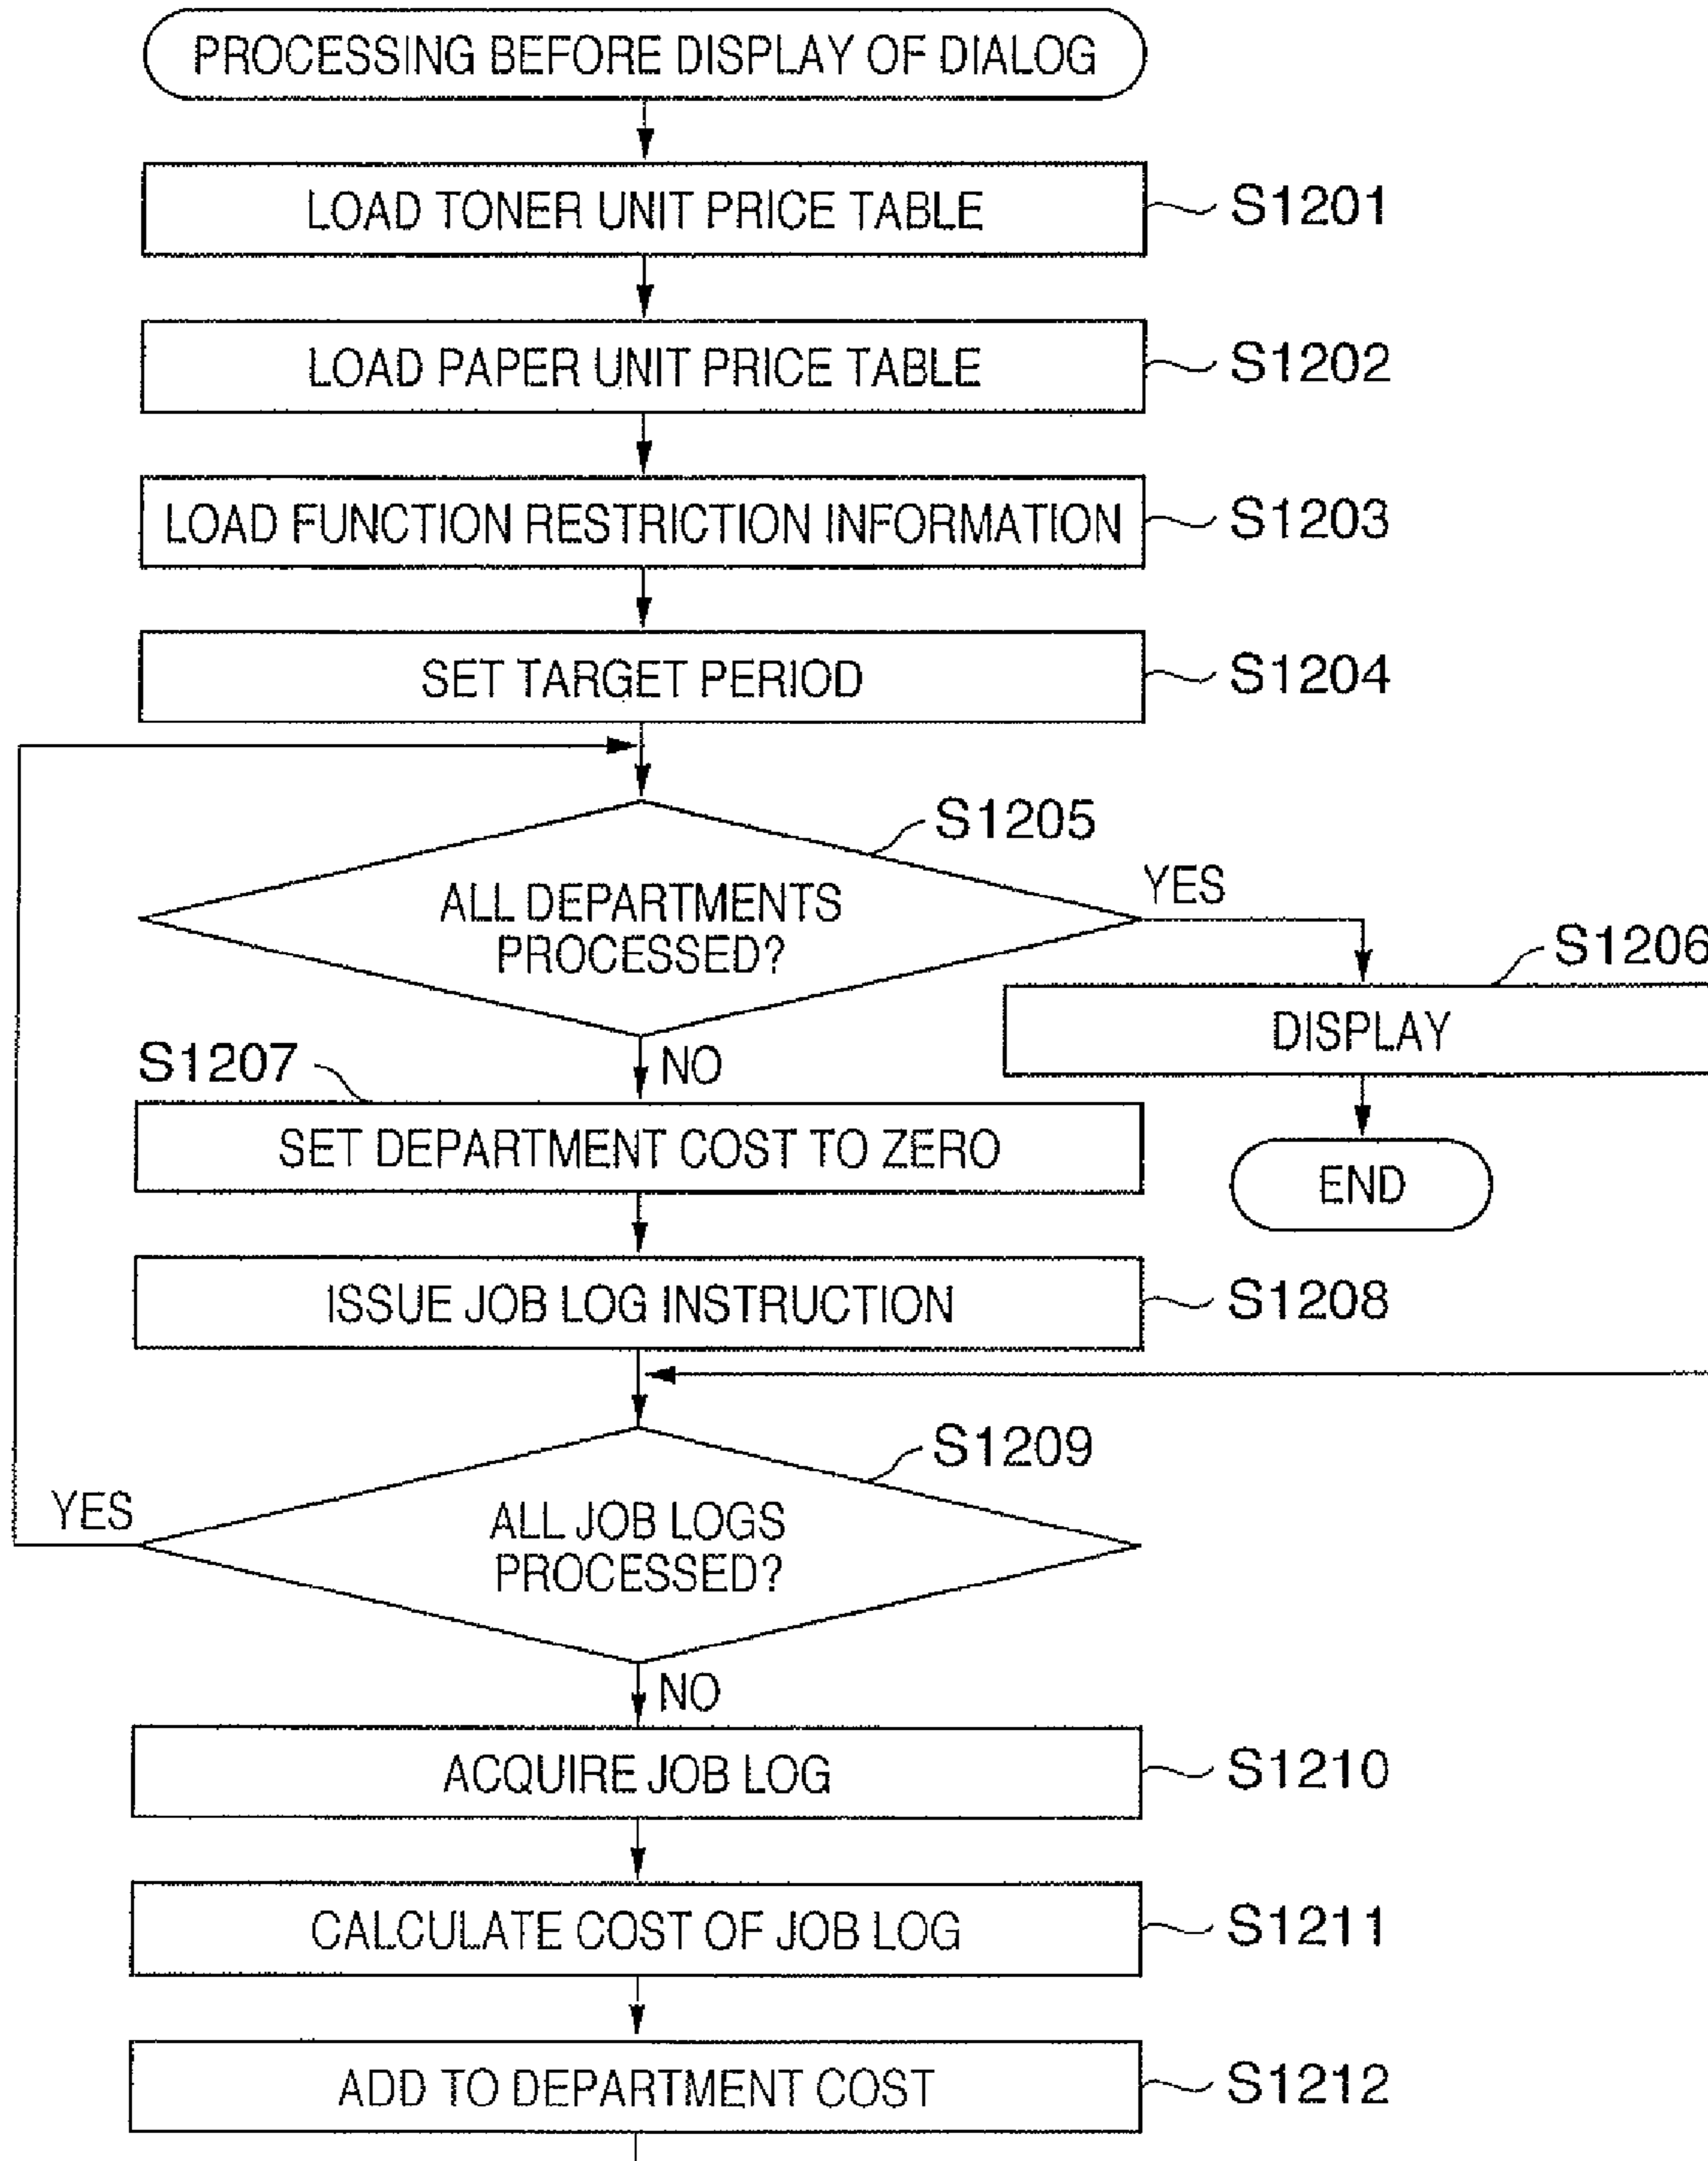 PROCESSING BEFORE DISPLAY OF DIALOG
LOAD TONER UNIT PRICE TABLE
S1201
LOAD PAPER UNIT PRICE TABLE
S1202
LOAD FUNCTION RESTRICTION INFORMATION
S1203
SET TARGET PERIOD
S1204
S1205
ALL DEPARTMENTS
PROCESSED?
YES
S1206
DISPLAY
END
NO
S1207
SET DEPARTMENT COST TO ZERO
ISSUE JOB LOG INSTRUCTION
S1208
S1209
ALL JOB LOGS
PROCESSED?
YES
NO
ACQUIRE JOB LOG
S1210
CALCULATE COST OF JOB LOG
S1211
ADD TO DEPARTMENT COST
S1212